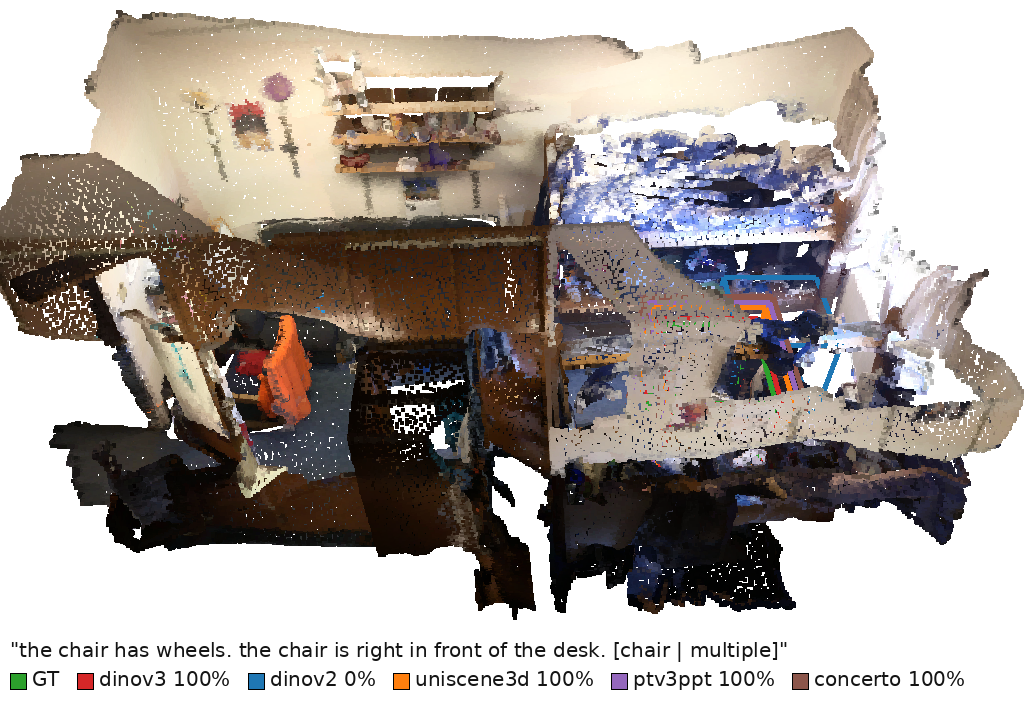 "the chair has wheels. the chair is right in front of the desk. [chair | multiple]"
GT dinov3 100% dinov2 0% uniscene3d 100% ptv3ppt 100% concerto 100%